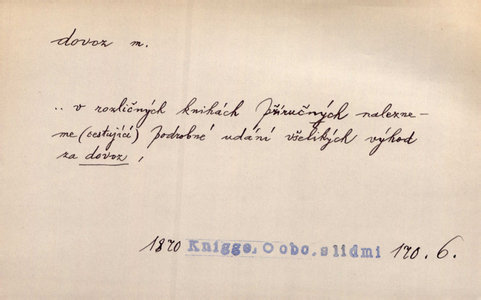 dovoz m.
.. v rozličných knihách příručných nalezne-
me (cestující) podrobné udání všelikých výhod
za dovoz,
1870 Knigge, O obc. s lidmi 170. 6.